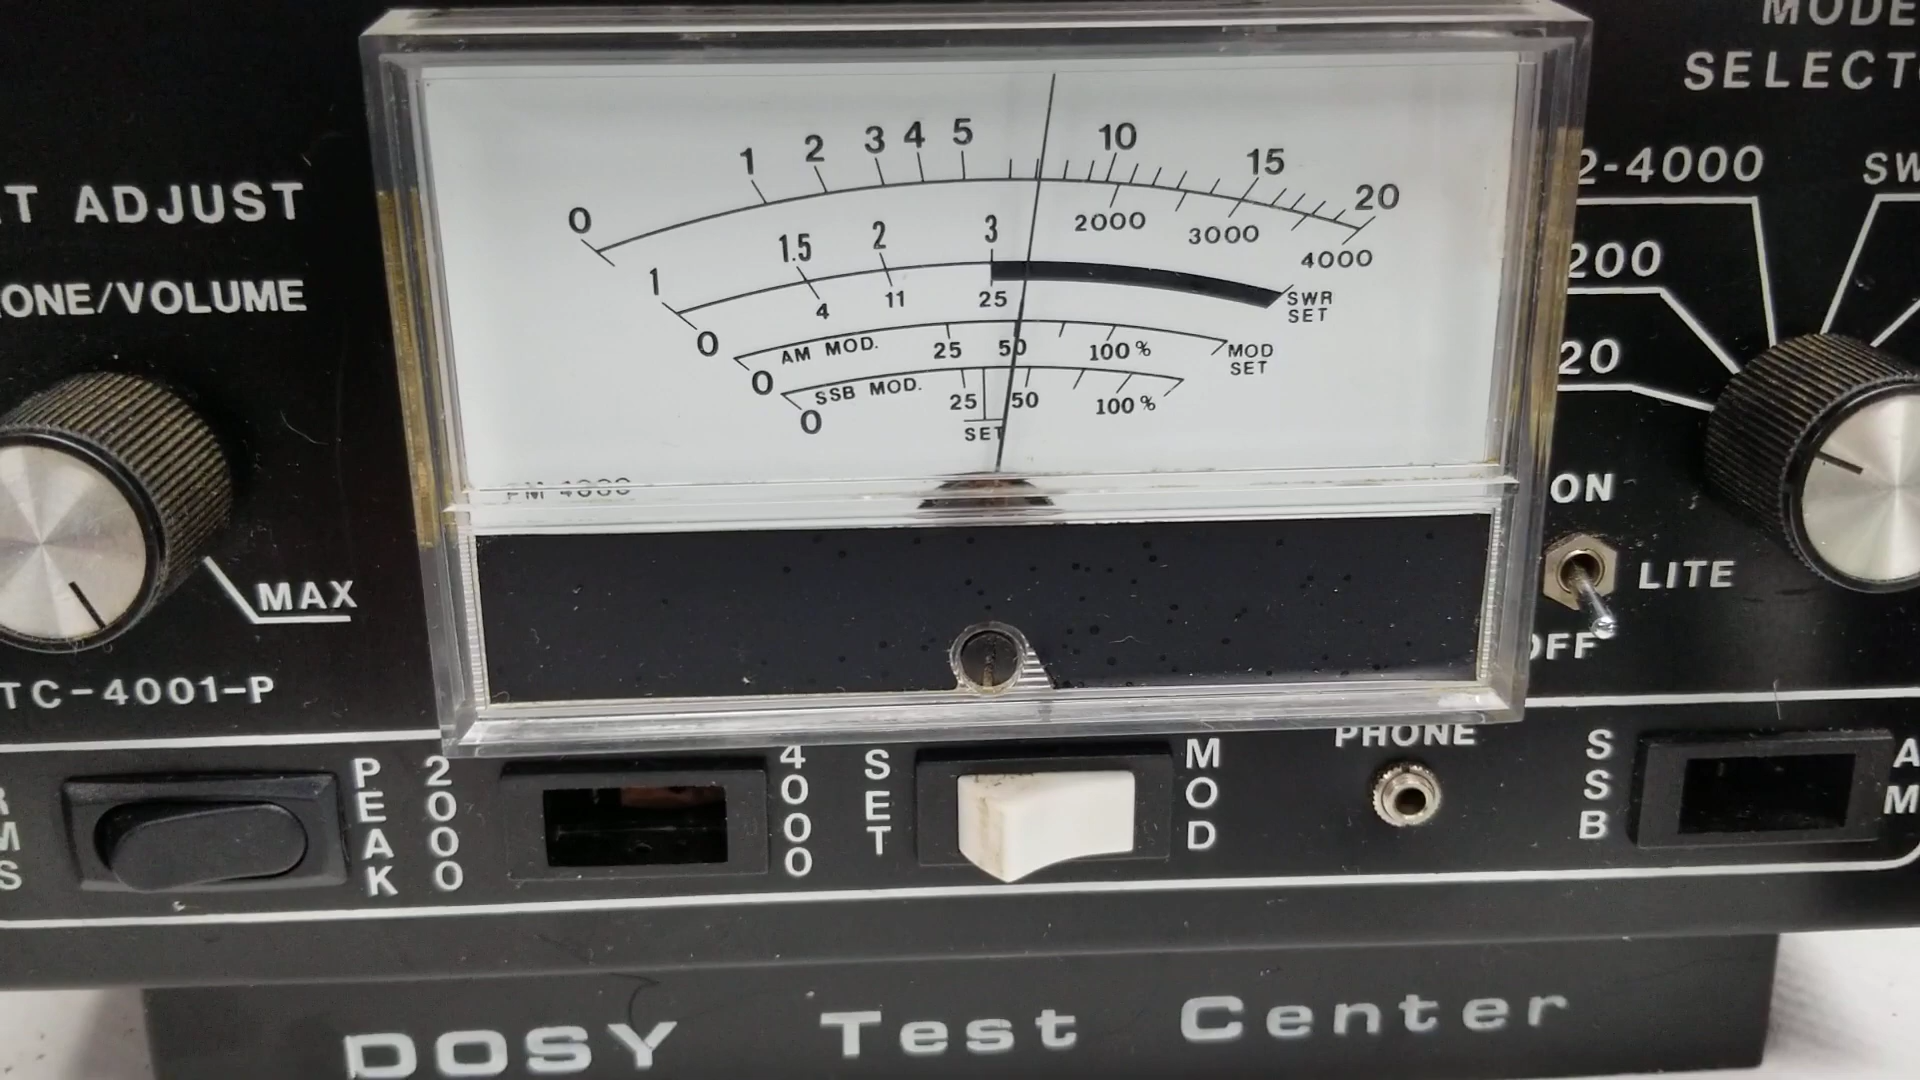 MODE
SELECT
T ADJUST
ONE/VOLUME
MAX
TC-4001-P
0 1 2 3 4 5 10 15 20
2000 3000 4000
1 1.5 2 3
SWR
SET
0 4 11 25
AM MOD. 25 50 100%
MOD
SET
0
SSB MOD. 25 50 100%
0
SET
2-4000
SW
200
20
ON
LITE
OFF
RMS
PEAK
2000
4000
SET
MOD
PHONE
SSB
AM
DOSY Test Center